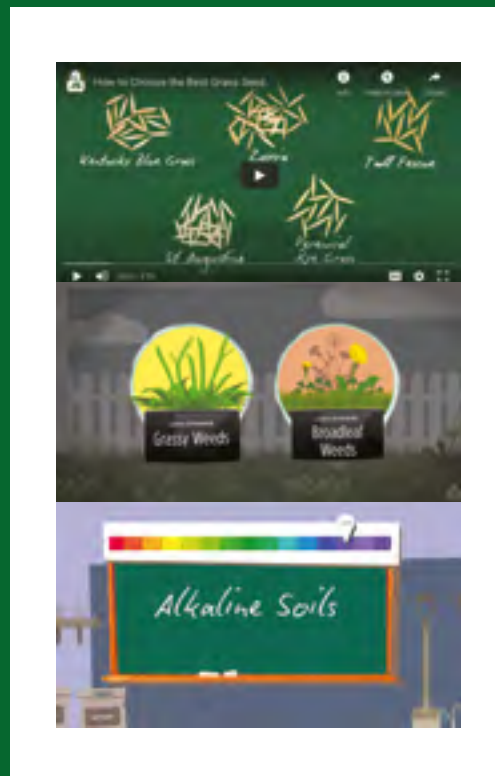 How to Choose the Best Grass Seed
Kentucky Blue Grass
Zoysia
Tall Fescue
St Augustine
Perennial
Rye Grass
Grassy Weeds
Broadleaf
Weeds
Alkaline Soils